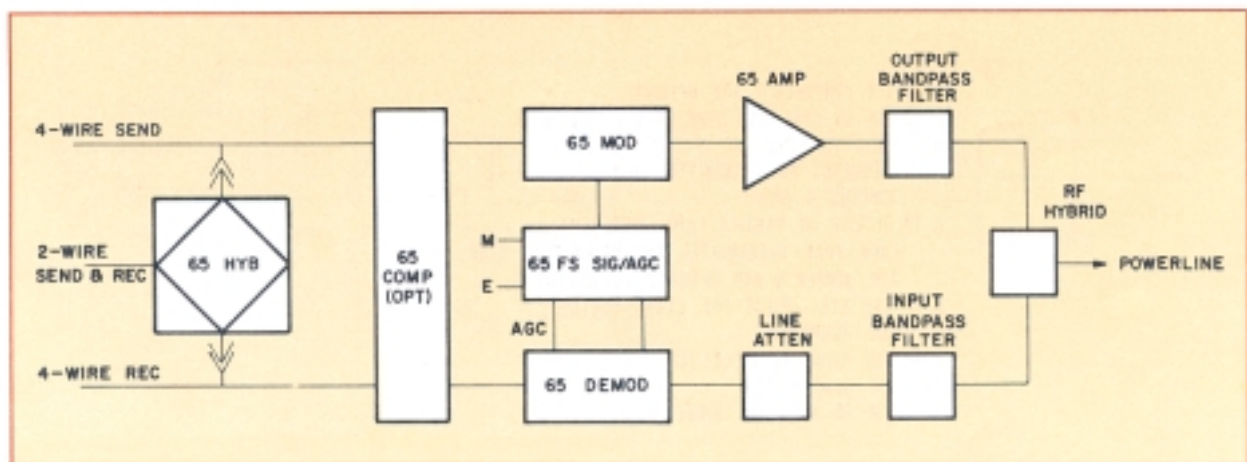 OUTPUT
BANDPASS
FILTER
65 AMP
4-WIRE SEND
65 MOD
RF
HYBRID
2-WIRE
SEND & REC
65 HYB
65
COMP
(OPT)
M
E
65 FS SIG/AGC
POWERLINE
AGC
LINE
ATTEN
INPUT
BANDPASS
FILTER
4-WIRE REC
65 DEMOD